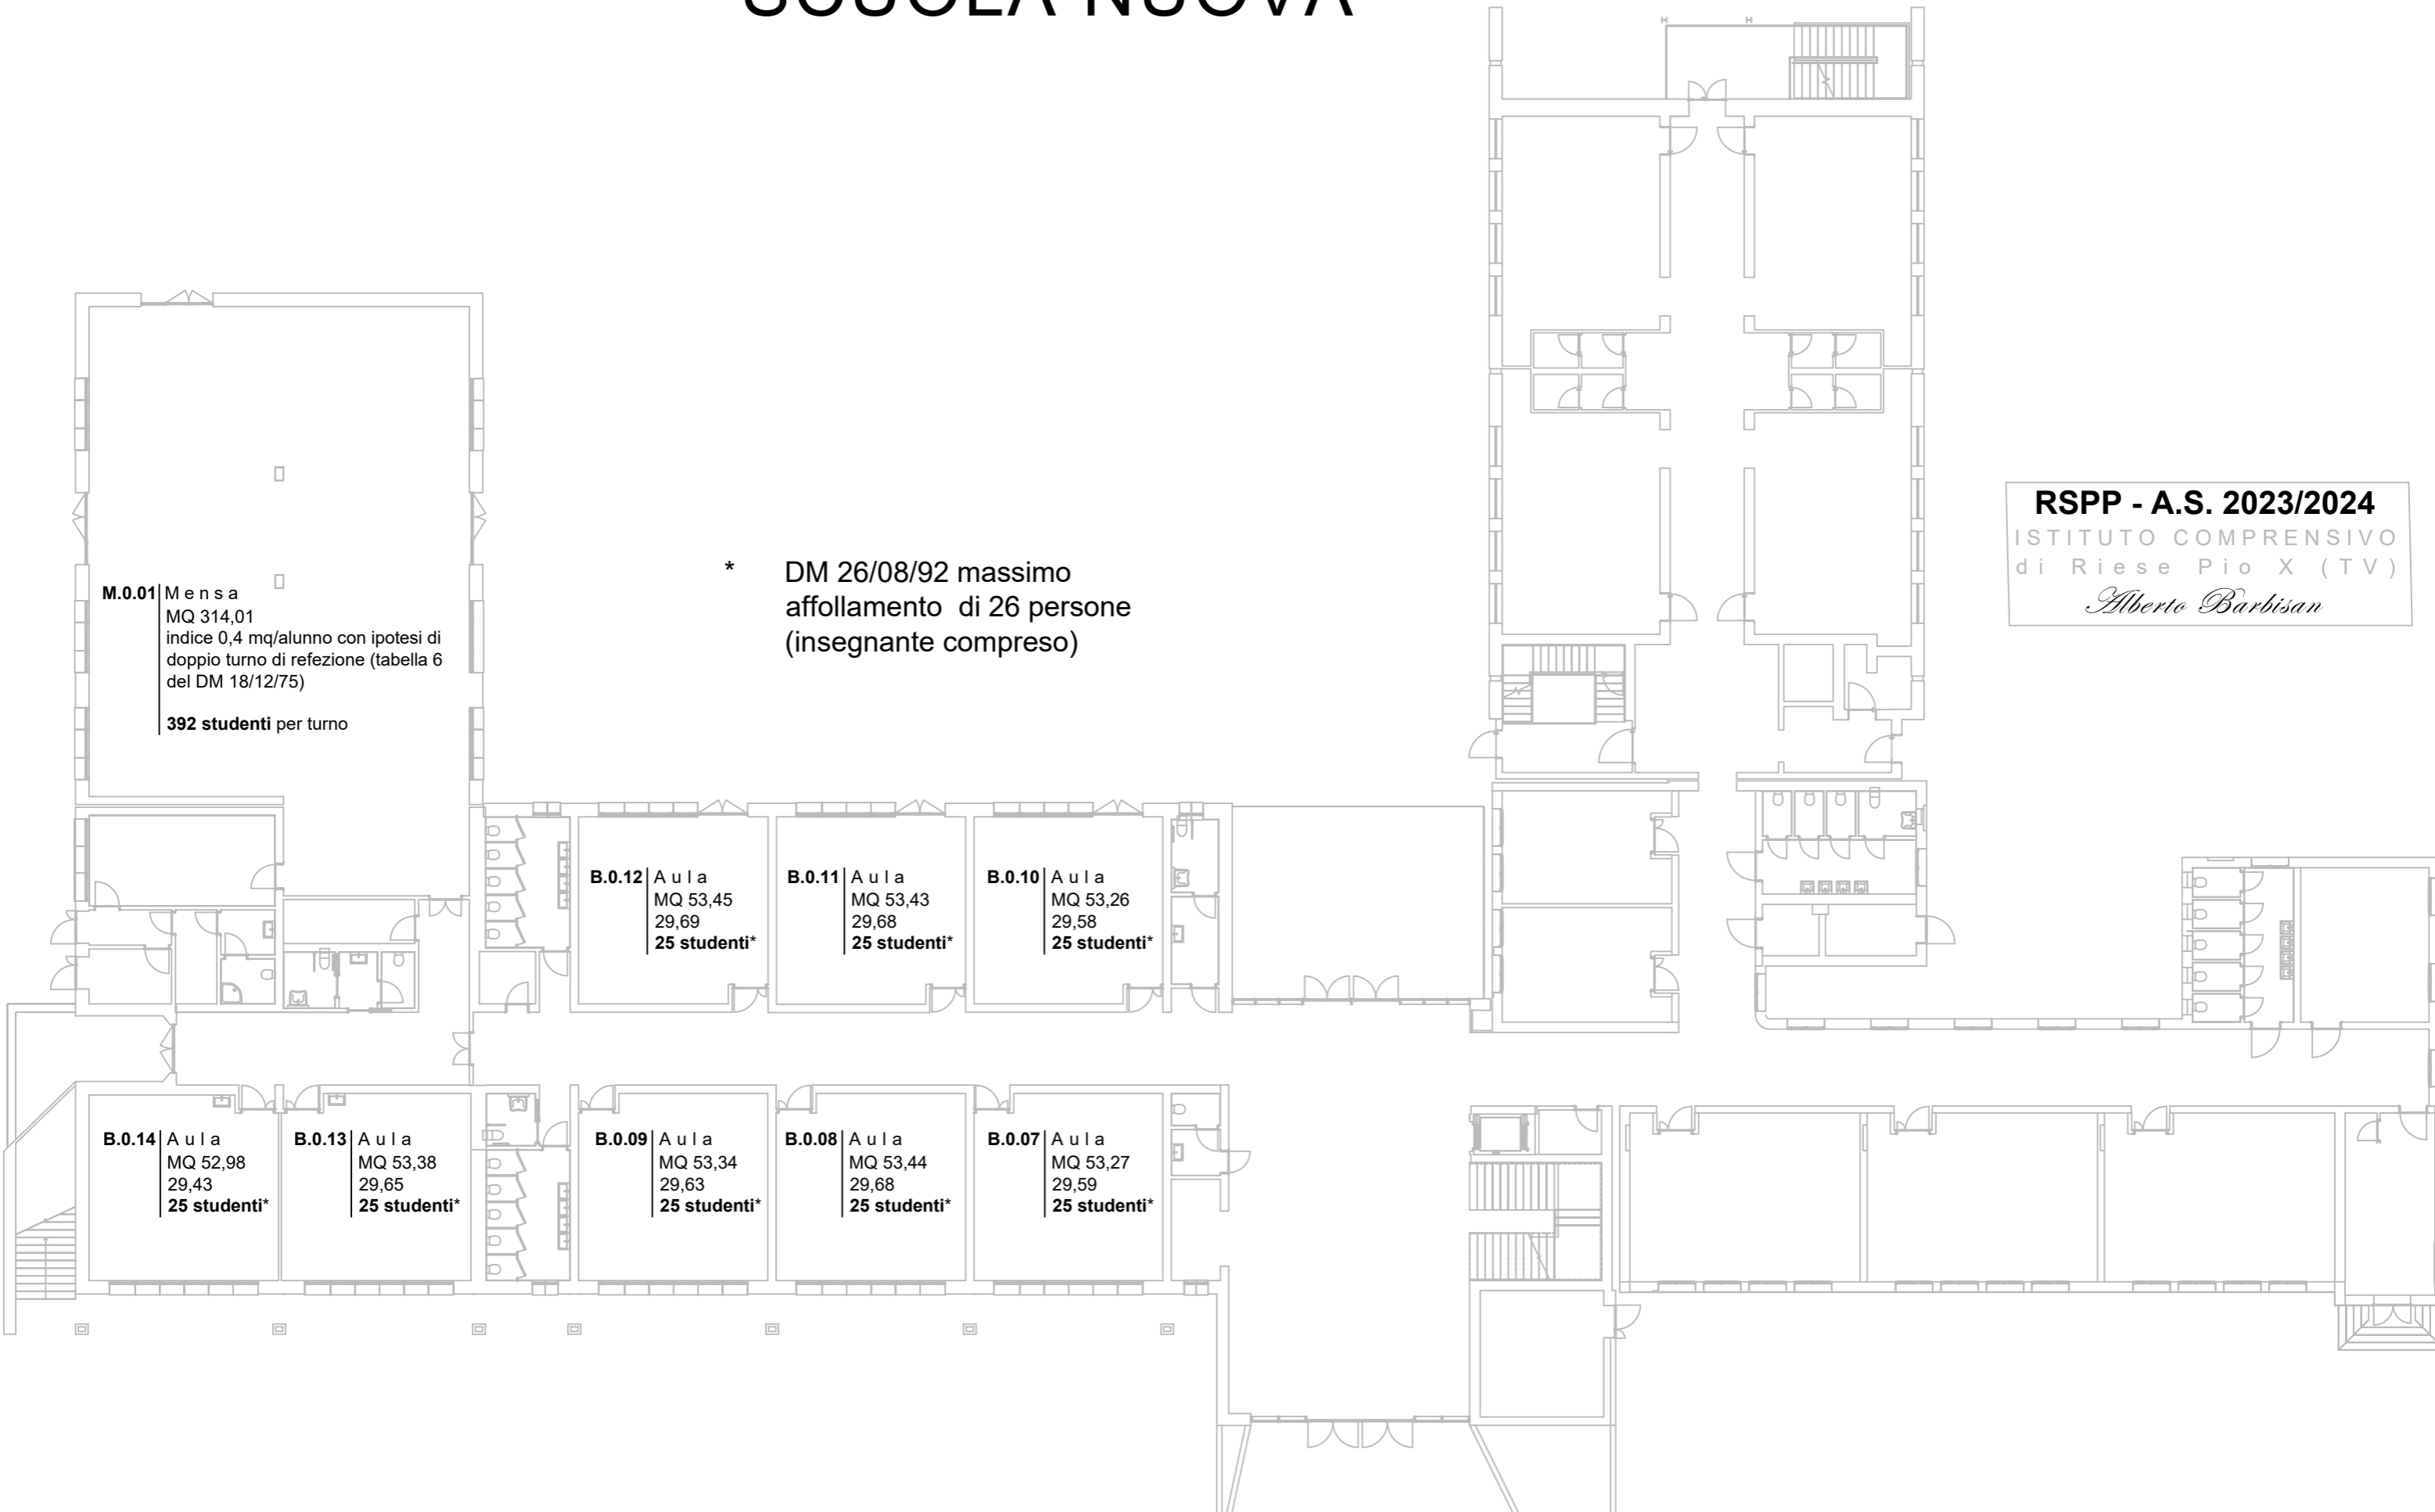 SCUOLA NUOVA
RSPP - A.S. 2023/2024
ISTITUTO COMPRENSIVO
di Riese Pio X (TV)
Alberto Barbisan
* DM 26/08/92 massimo
affollamento di 26 persone
(insegnante compreso)
M.0.01 Mensa
MQ 314,01
indice 0,4 mq/alunno con ipotesi di
doppio turno di refezione (tabella 6
del DM 18/12/75)
392 studenti per turno
B.0.12 Aula
MQ 53,45
29,69
25 studenti*
B.0.11 Aula
MQ 53,43
29,68
25 studenti*
B.0.10 Aula
MQ 53,26
29,58
25 studenti*
B.0.14 Aula
MQ 52,98
29,43
25 studenti*
B.0.13 Aula
MQ 53,38
29,65
25 studenti*
B.0.09 Aula
MQ 53,34
29,63
25 studenti*
B.0.08 Aula
MQ 53,44
29,68
25 studenti*
B.0.07 Aula
MQ 53,27
29,59
25 studenti*